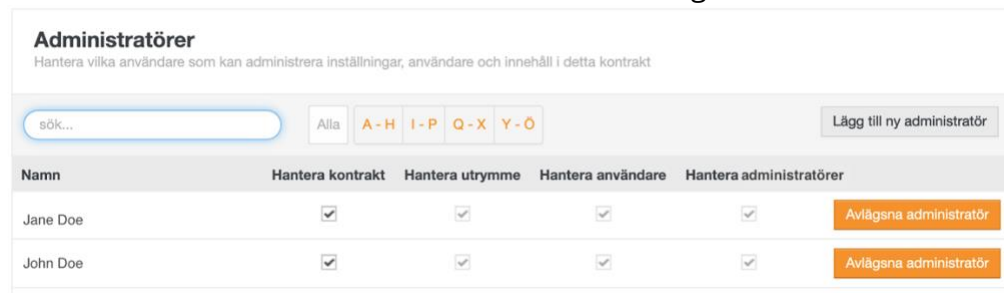 Administratörer
Hantera vilka användare som kan administrera inställningar, användare och innehåll i detta kontrakt
sök... Alla A - H I - P Q - X Y - Ö Lägg till ny administratör
Namn Hantera kontrakt Hantera utrymme Hantera användare Hantera administratörer
Jane Doe Avlägsna administratör
John Doe Avlägsna administratör